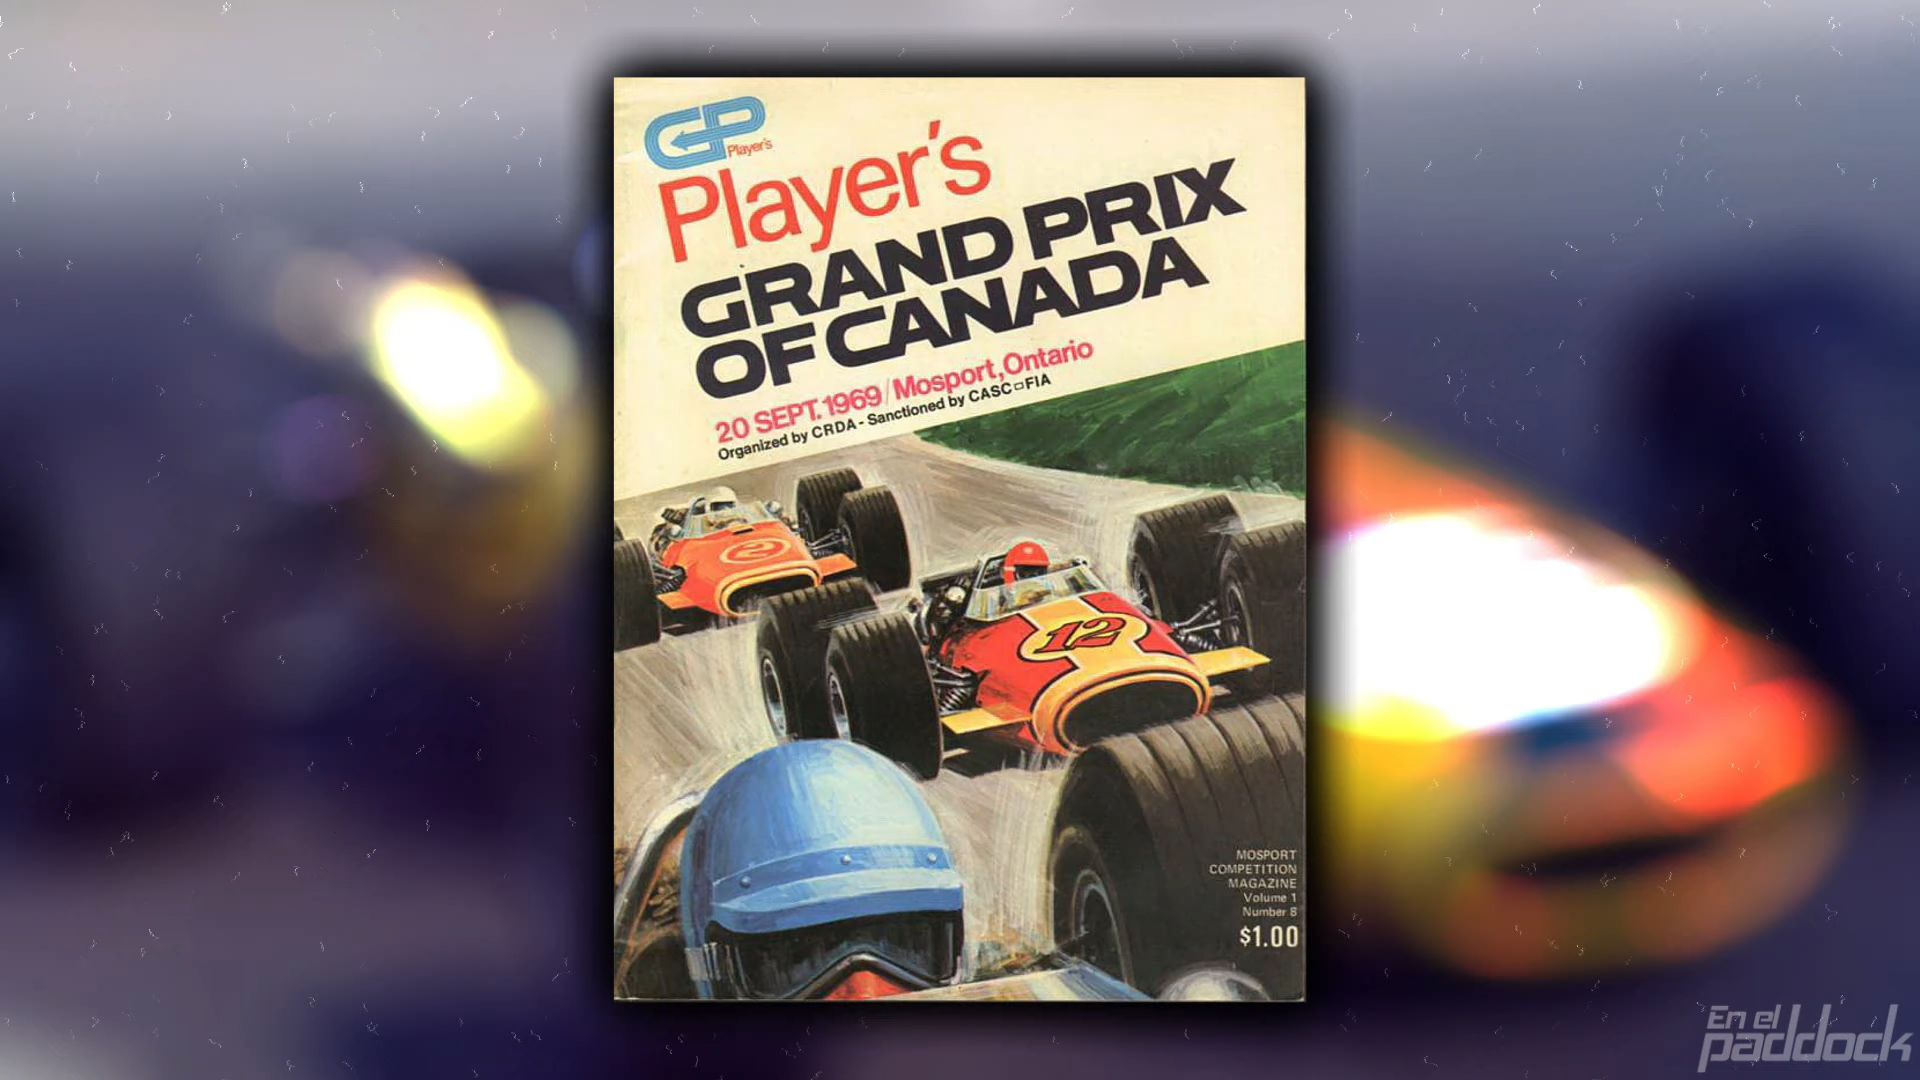 GP
Player's
Player's
GRAND PRIX
OF CANADA
20 SEPT. 1969 / Mosport, Ontario
Organized by CRDA - Sanctioned by CASC□FIA
2
12
MOSPORT
COMPETITION
MAGAZINE
Volume 1
Number 8
$1.00
En el
paddock